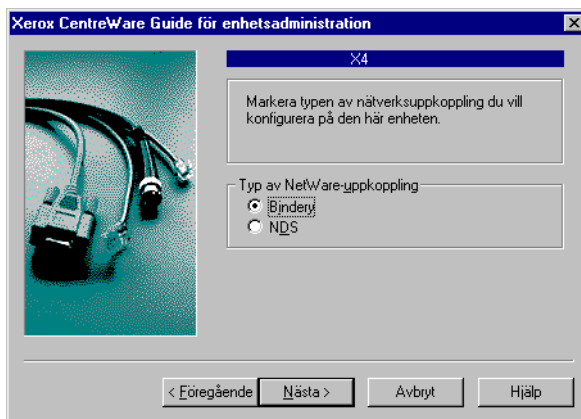 Xerox CentreWare Guide för enhetsadministration
X4
Markera typen av nätverksuppkoppling du vill
konfigurera på den här enheten.
Typ av NetWare-uppkoppling
Bindery
NDS
< Föregående
Nästa >
Avbryt
Hjälp